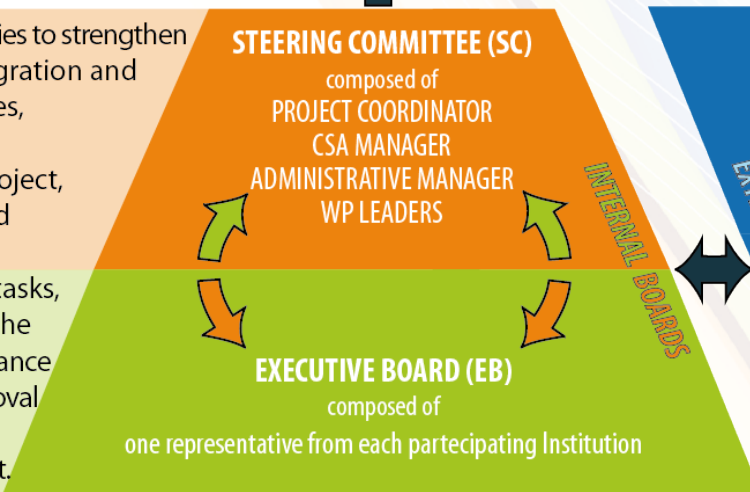 ies to strengthen
gration and
es,
oject,
d
tasks,
he
ance
oval
t.
STEERING COMMITTEE (SC)
composed of
PROJECT COORDINATOR
CSA MANAGER
ADMINISTRATIVE MANAGER
WP LEADERS
INTERNAL BOARDS
EXECUTIVE BOARD (EB)
composed of
one representative from each partecipating Institution